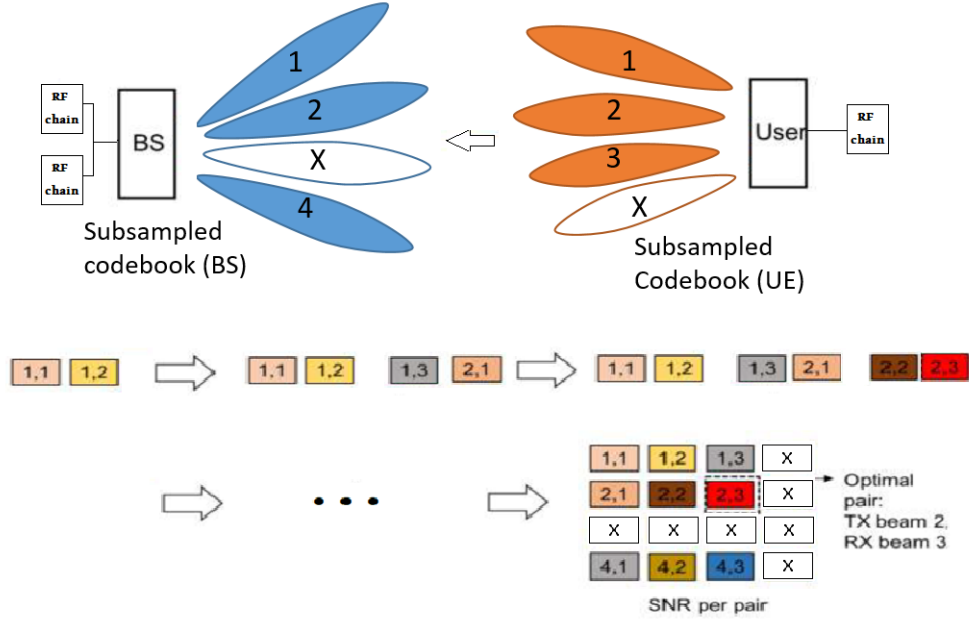 1
2
X
4
RF
chain
RF
chain
BS
Subsampled
codebook (BS)
1
2
3
X
User
RF
chain
Subsampled
Codebook (UE)
1,1 1,2
1,1 1,2 1,3 2,1
1,1 1,2 1,3 2,1 2,2 2,3
1,1 1,2 1,3 X
2,1 2,2 2,3 X
X X X X
4,1 4,2 4,3 X
Optimal
pair:
TX beam 2,
RX beam 3
SNR per pair